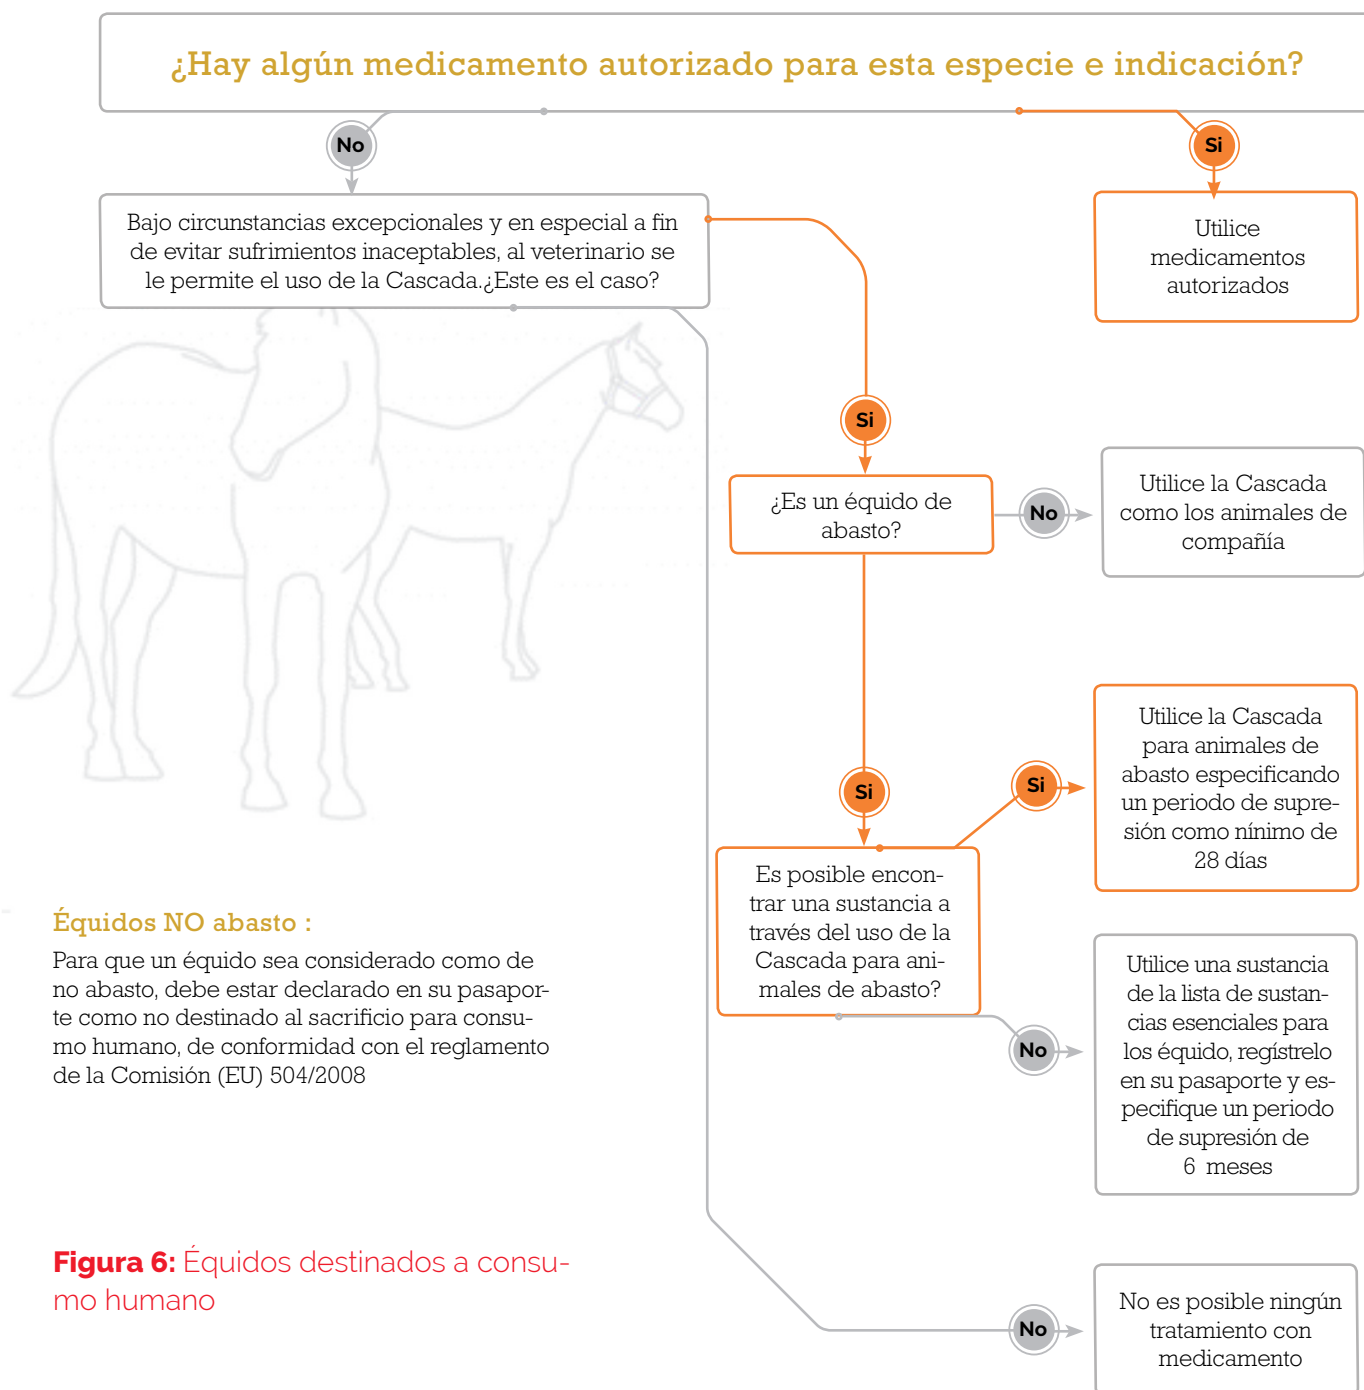 ¿Hay algún medicamento autorizado para esta especie e indicación?
No
Si
Bajo circunstancias excepcionales y en especial a fin
de evitar sufrimientos inaceptables, al veterinario se
le permite el uso de la Cascada.¿Este es el caso?
Utilice
medicamentos
autorizados
Si
¿Es un équido de
abasto?
No
Utilice la Cascada
como los animales de
compañía
Si
Si
Utilice la Cascada
para animales de
abasto especificando
un periodo de supre-
sión como nínimo de
28 días
Es posible encon-
trar una sustancia a
través del uso de la
Cascada para ani-
males de abasto?
No
Utilice una sustancia
de la lista de sustan-
cias esenciales para
los équido, regístrelo
en su pasaporte y es-
pecifique un periodo
de supresión de
6 meses
Équidos NO abasto :
Para que un équido sea considerado como de
no abasto, debe estar declarado en su pasapor-
te como no destinado al sacrificio para consu-
mo humano, de conformidad con el reglamento
de la Comisión (EU) 504/2008
Figura 6: Équidos destinados a consu-
mo humano
No
No es posible ningún
tratamiento con
medicamento